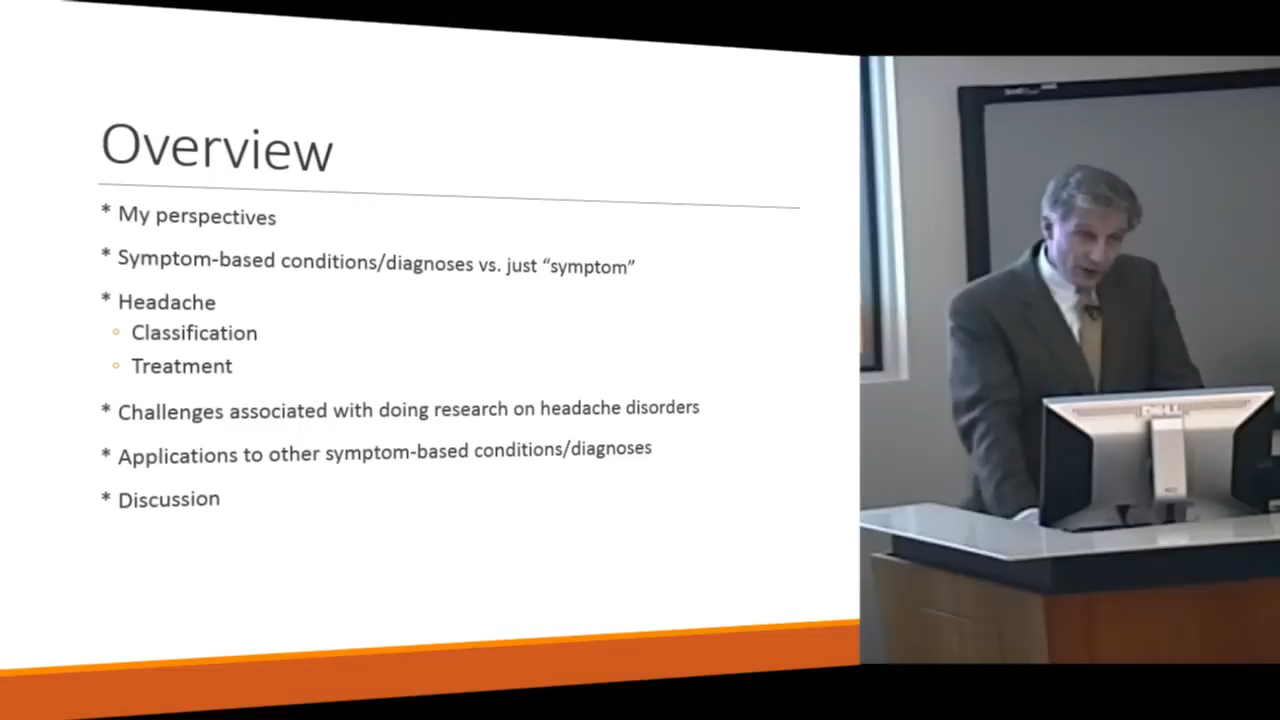 Overview
* My perspectives
* Symptom-based conditions/diagnoses vs. just “symptom”
* Headache
◦ Classification
◦ Treatment
* Challenges associated with doing research on headache disorders
* Applications to other symptom-based conditions/diagnoses
* Discussion
DELL